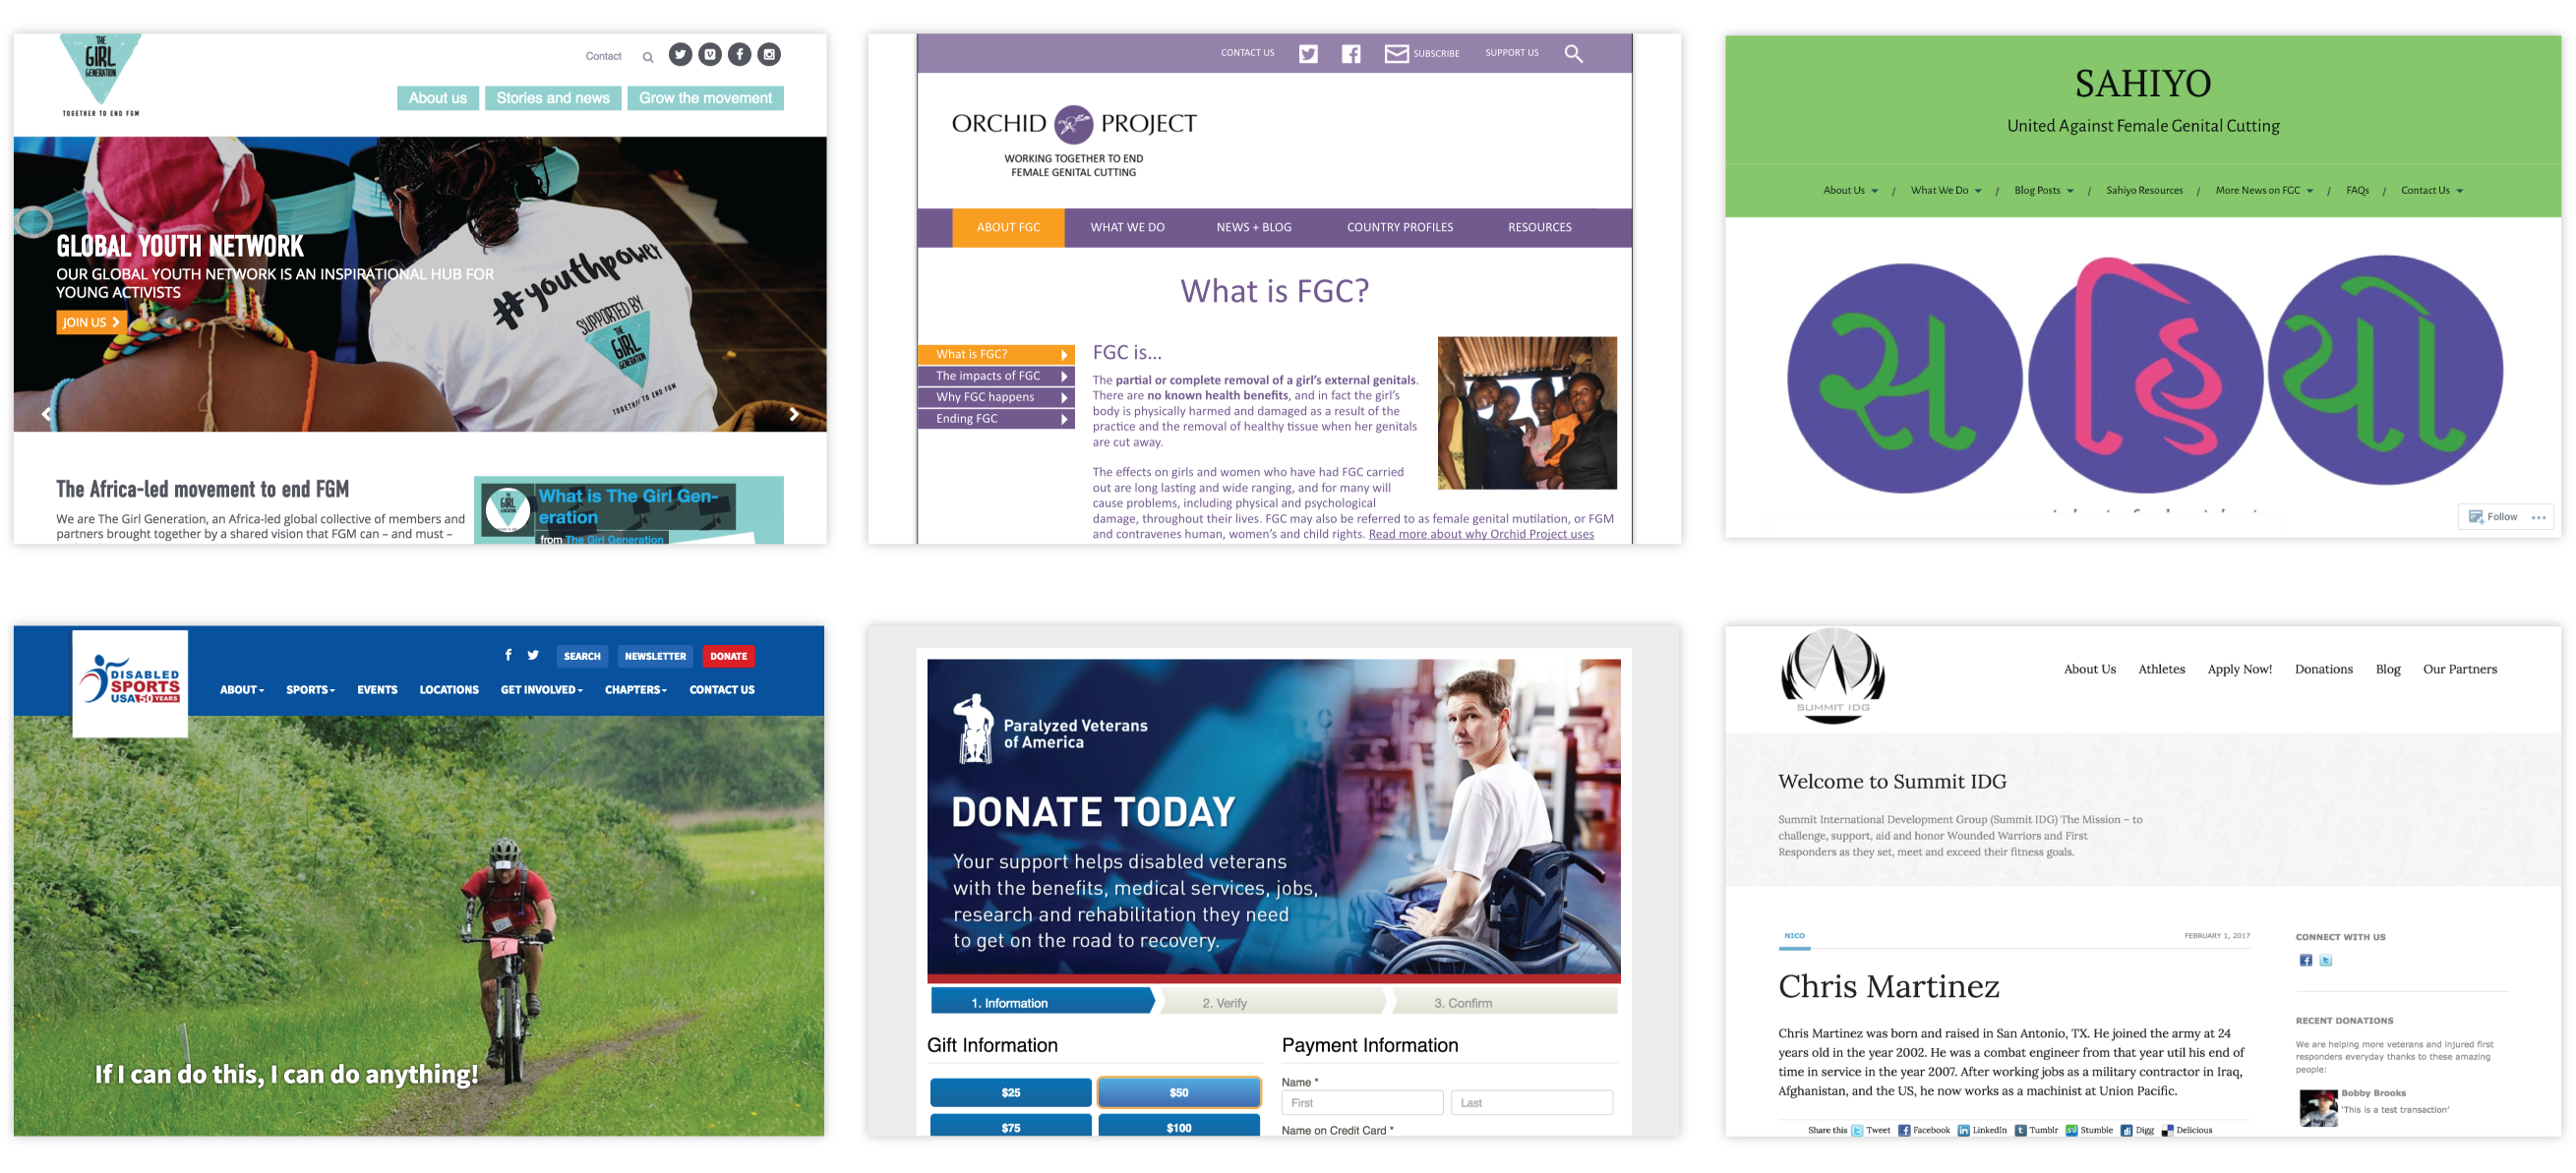 THE
GIRL
GENERATION
TOGETHER TO END FGM
Contact
About us
Stories and news
Grow the movement
GLOBAL YOUTH NETWORK
OUR GLOBAL YOUTH NETWORK IS AN INSPIRATIONAL HUB FOR
YOUNG ACTIVISTS
JOIN US
#youthpower
SUPPORTED BY
THE
GIRL
GENERATION
TOGETHER TO END FGM
The Africa-led movement to end FGM
We are The Girl Generation, an Africa-led global collective of members and
partners brought together by a shared vision that FGM can – and must –
What is The Girl Gen-
eration
from The Girl Generation
CONTACT US
SUBSCRIBE
SUPPORT US
ORCHID PROJECT
WORKING TOGETHER TO END
FEMALE GENITAL CUTTING
ABOUT FGC
WHAT WE DO
NEWS + BLOG
COUNTRY PROFILES
RESOURCES
What is FGC?
What is FGC?
The impacts of FGC
Why FGC happens
Ending FGC
FGC is...
The partial or complete removal of a girl's external genitals.
There are no known health benefits, and in fact the girl's
body is physically harmed and damaged as a result of the
practice and the removal of healthy tissue when her genitals
are cut away.
The effects on girls and women who have had FGC carried
out are long lasting and wide ranging, and for many will
cause problems, including physical and psychological
damage, throughout their lives. FGC may also be referred to as female genital mutilation, or FGM
and contravenes human, women's and child rights. Read more about why Orchid Project uses
SAHIYO
United Against Female Genital Cutting
About Us / What We Do / Blog Posts / Sahiyo Resources / More News on FGC / FAQs / Contact Us
સહિયો
Follow
DISABLED
SPORTS
USA 50 YEARS
SEARCH
NEWSLETTER
DONATE
ABOUT
SPORTS
EVENTS
LOCATIONS
GET INVOLVED
CHAPTERS
CONTACT US
7
If I can do this, I can do anything!
Paralyzed Veterans
of America
DONATE TODAY
Your support helps disabled veterans
with the benefits, medical services, jobs,
research and rehabilitation they need
to get on the road to recovery.
1. Information
2. Verify
3. Confirm
Gift Information
$25
$50
$75
$100
Payment Information
Name *
First
Last
Name on Credit Card *
SUMMIT IDG
About Us
Athletes
Apply Now!
Donations
Blog
Our Partners
Welcome to Summit IDG
Summit International Development Group (Summit IDG) The Mission – to
challenge, support, aid and honor Wounded Warriors and First
Responders as they set, meet and exceed their fitness goals.
NICO
FEBRUARY 1, 2017
Chris Martinez
Chris Martinez was born and raised in San Antonio, TX. He joined the army at 24
years old in the year 2002. He was a combat engineer from that year util his end of
time in service in the year 2007. After working jobs as a military contractor in Iraq,
Afghanistan, and the US, he now works as a machinist at Union Pacific.
Share this Tweet Facebook LinkedIn Tumblr Stumble Digg Delicious
CONNECT WITH US
RECENT DONATIONS
We are helping more veterans and injured first
responders everyday thanks to these amazing
people:
Bobby Brooks
'This is a test transaction'